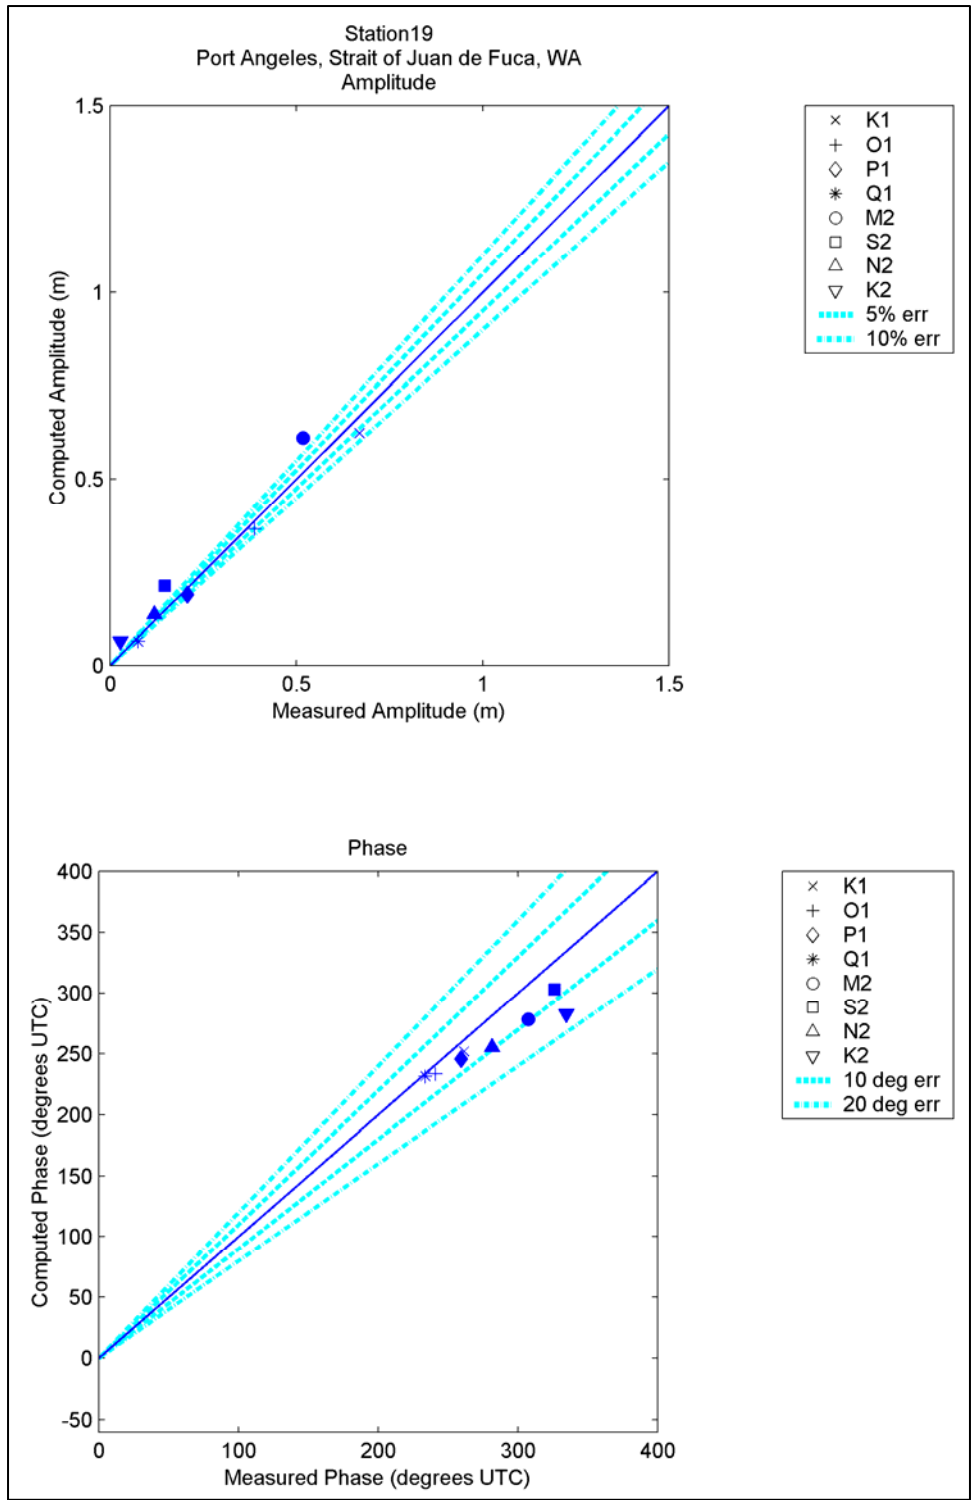 Station19
Port Angeles, Strait of Juan de Fuca, WA
Amplitude
1.5
1
0.5
0
0
0.5
1
1.5
Computed Amplitude (m)
Measured Amplitude (m)
K1
O1
P1
Q1
M2
S2
N2
K2
5% err
10% err
Phase
400
350
300
250
200
150
100
50
0
-50
0
100
200
300
400
Computed Phase (degrees UTC)
Measured Phase (degrees UTC)
K1
O1
P1
Q1
M2
S2
N2
K2
10 deg err
20 deg err